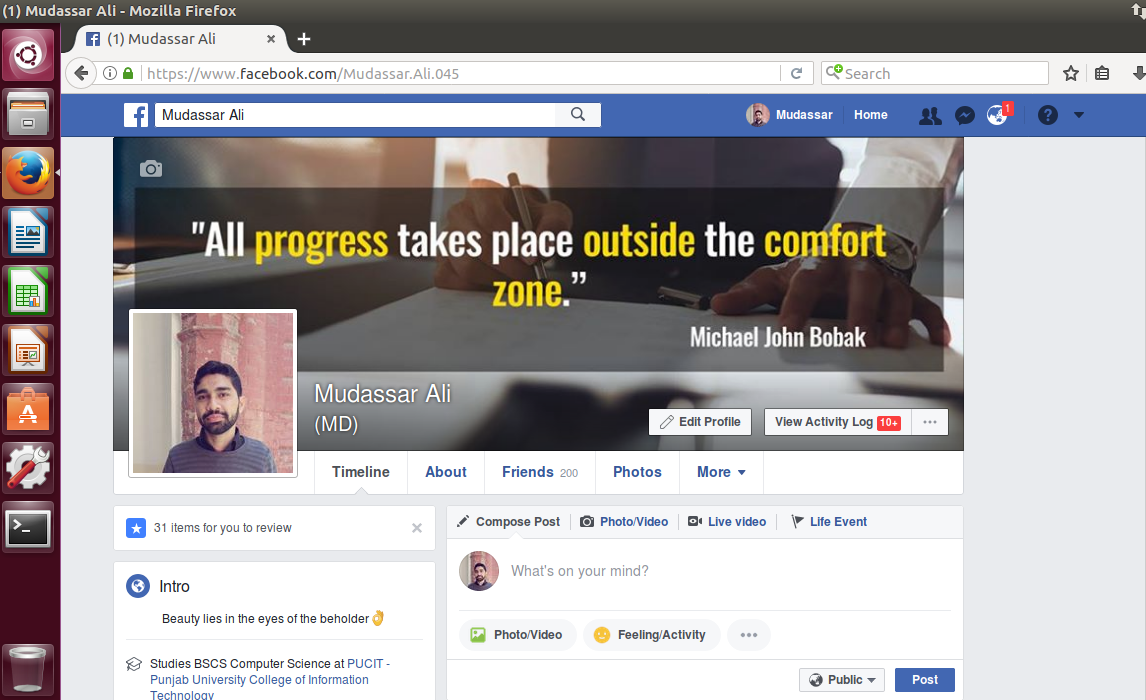 (1) Mudassar Ali - Mozilla Firefox
(1) Mudassar Ali
https://www.facebook.com/Mudassar.Ali.045
Search
Mudassar Ali
Mudassar
Home
1
"All progress takes place outside the comfort
zone.”
Michael John Bobak
Mudassar Ali
(MD)
Edit Profile
View Activity Log 10+
Timeline
About
Friends 200
Photos
More
31 items for you to review
Compose Post
Photo/Video
Live video
Life Event
What's on your mind?
Intro
Beauty lies in the eyes of the beholder👌
Photo/Video
Feeling/Activity
Studies BSCS Computer Science at PUCIT -
Punjab University College of Information
Technology
Public
Post